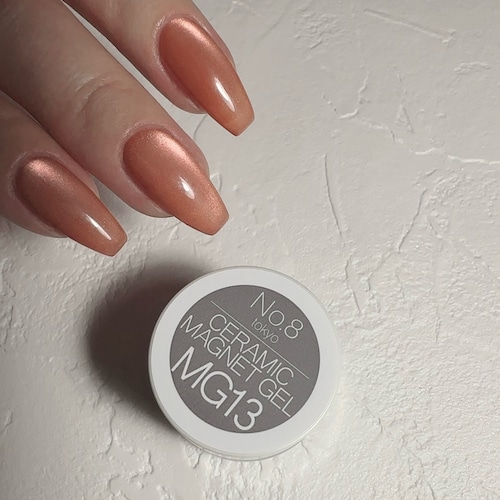 No.8
Tokyo
CERAMIC
MAGNET GEL
MG13